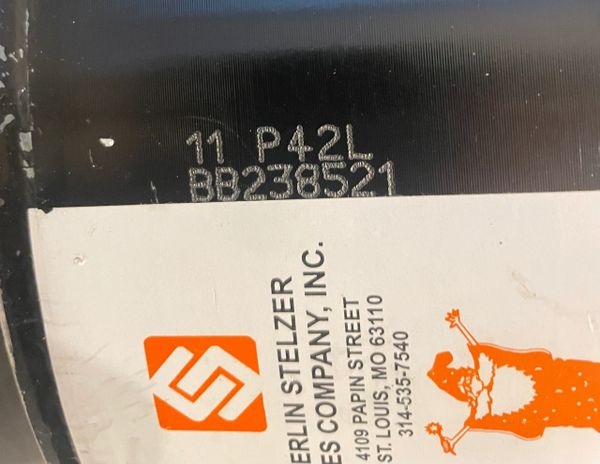 11 P42L
BB238521
ERLIN STELZER
ES COMPANY, INC.
4109 PAPIN STREET
ST. LOUIS, MO 63110
314-535-7540